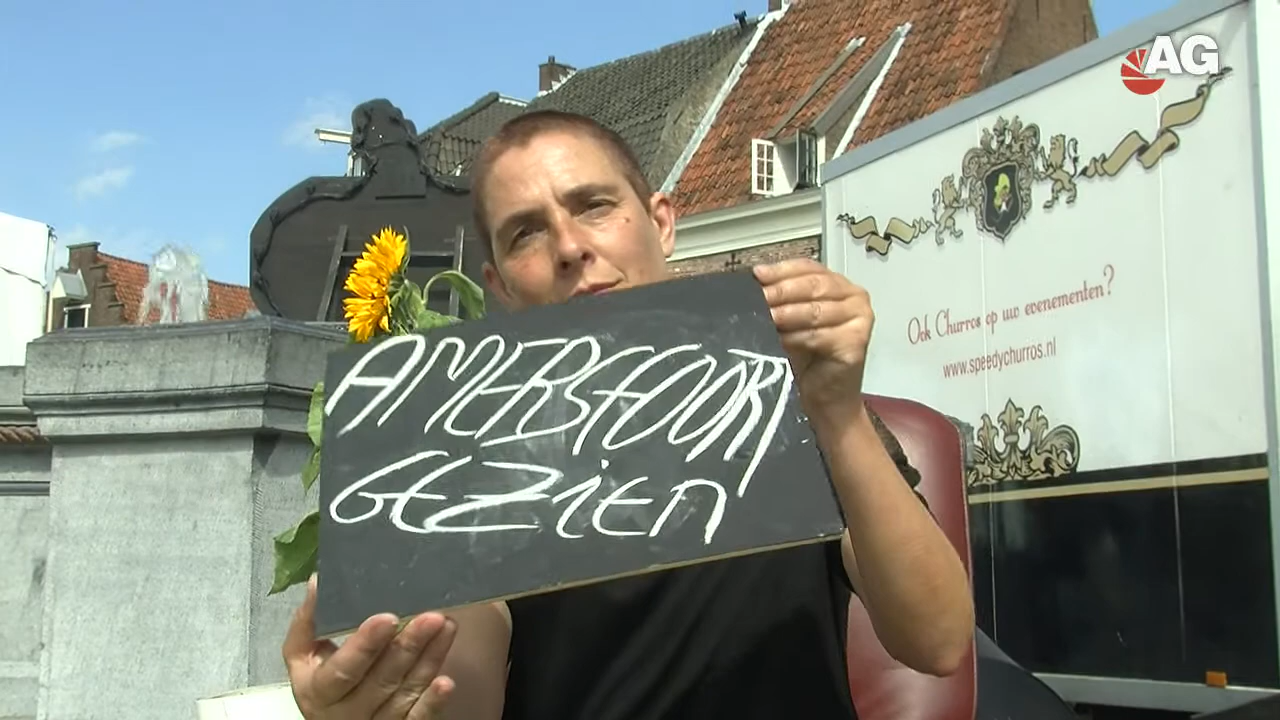 AG
AMERSFOORT
GEZIEN
Ook Churros op uw evenementen?
www.speedychurros.nl